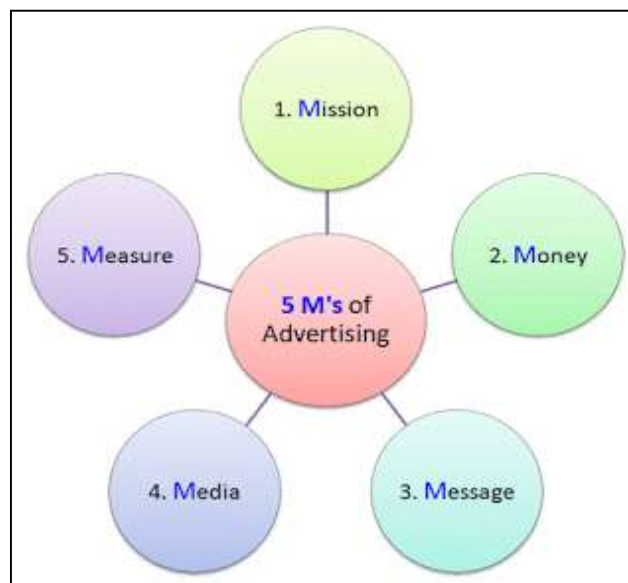 1. Mission
2. Money
3. Message
4. Media
5. Measure
5 M's of
Advertising